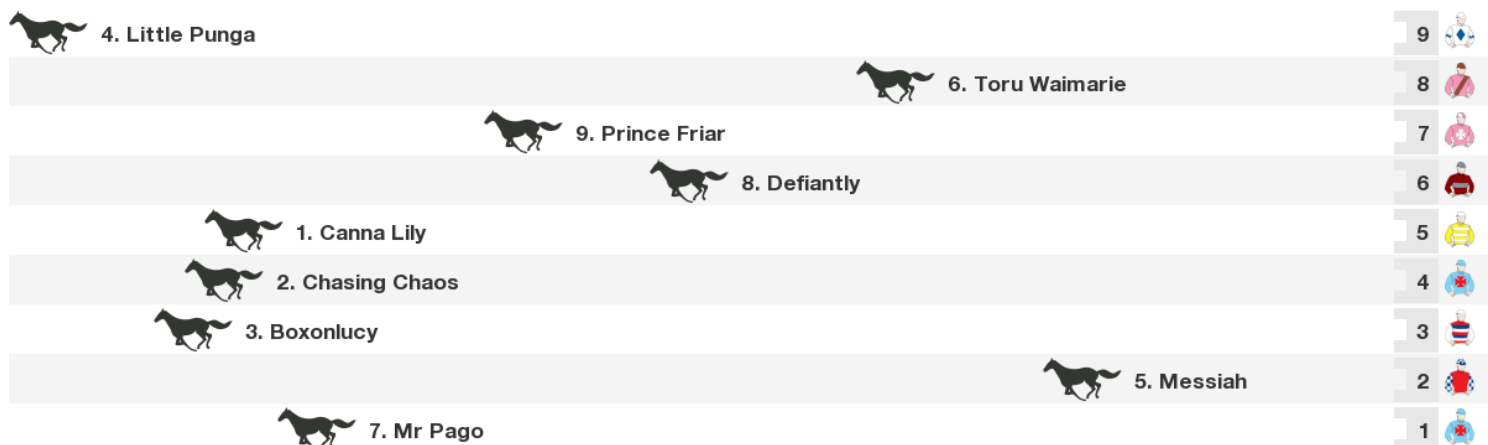 4. Little Punga 9
6. Toru Waimarie 8
9. Prince Friar 7
8. Defiantly 6
1. Canna Lily 5
2. Chasing Chaos 4
3. Boxonlucy 3
5. Messiah 2
7. Mr Pago 1